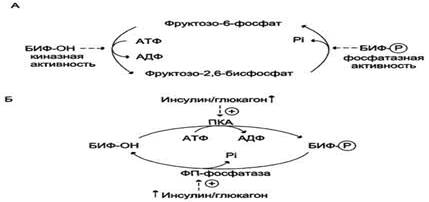 А
Фруктозо-6-фосфат
БИФ-ОН
киназная
активность
АТФ
АДФ
Pi
БИФ-P
фосфатазная
активность
Фруктозо-2,6-бисфосфат
Б
Инсулин/глюкагон↑
+
ПКА
БИФ-ОН
АТФ
АДФ
БИФ-P
Pi
ФП-фосфатаза
+
↑Инсулин/глюкагон